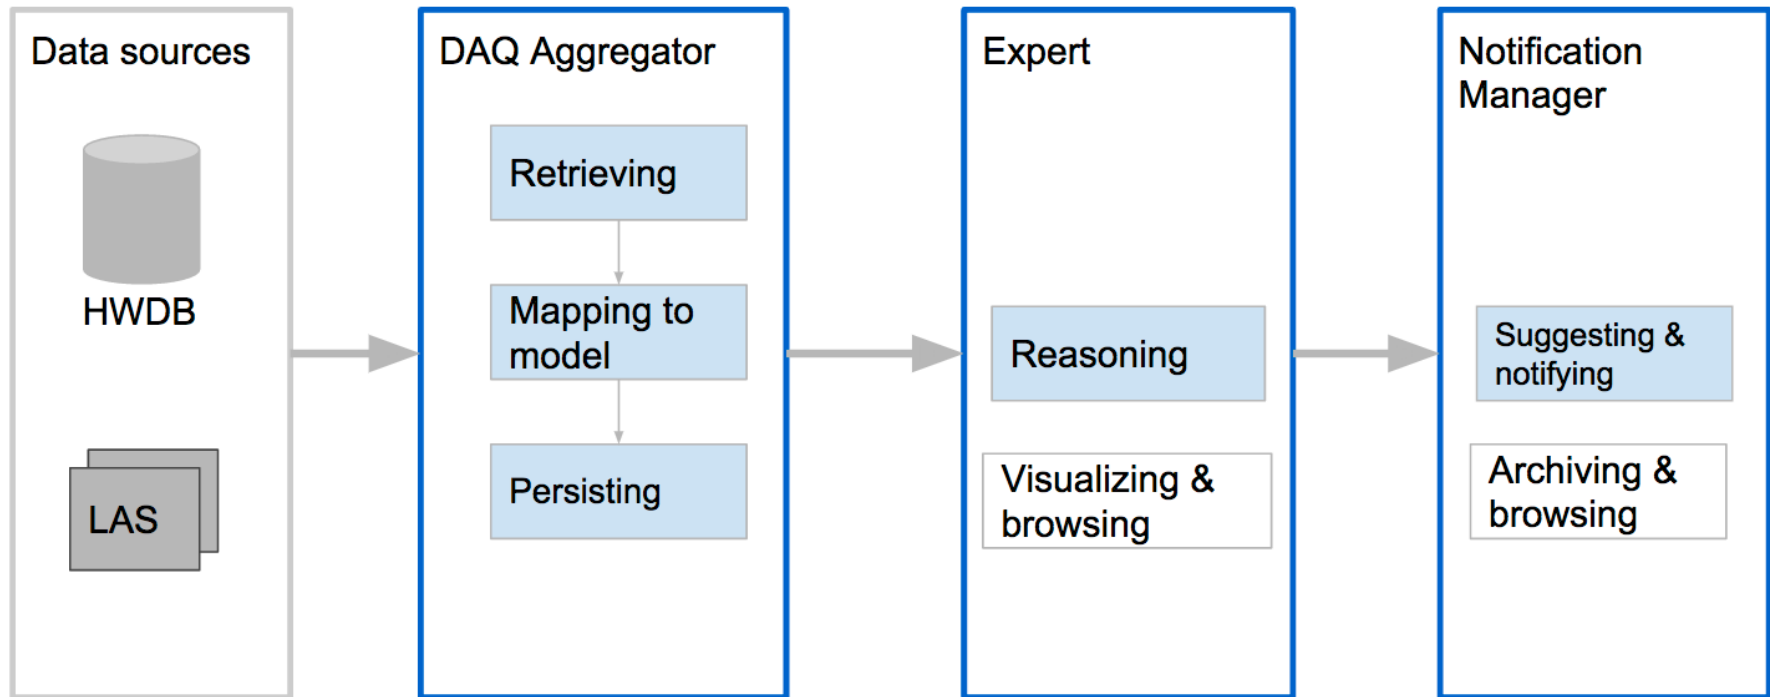 Data sources
HWDB
LAS
DAQ Aggregator
Retrieving
Mapping to
model
Persisting
Expert
Reasoning
Visualizing &
browsing
Notification
Manager
Suggesting &
notifying
Archiving &
browsing